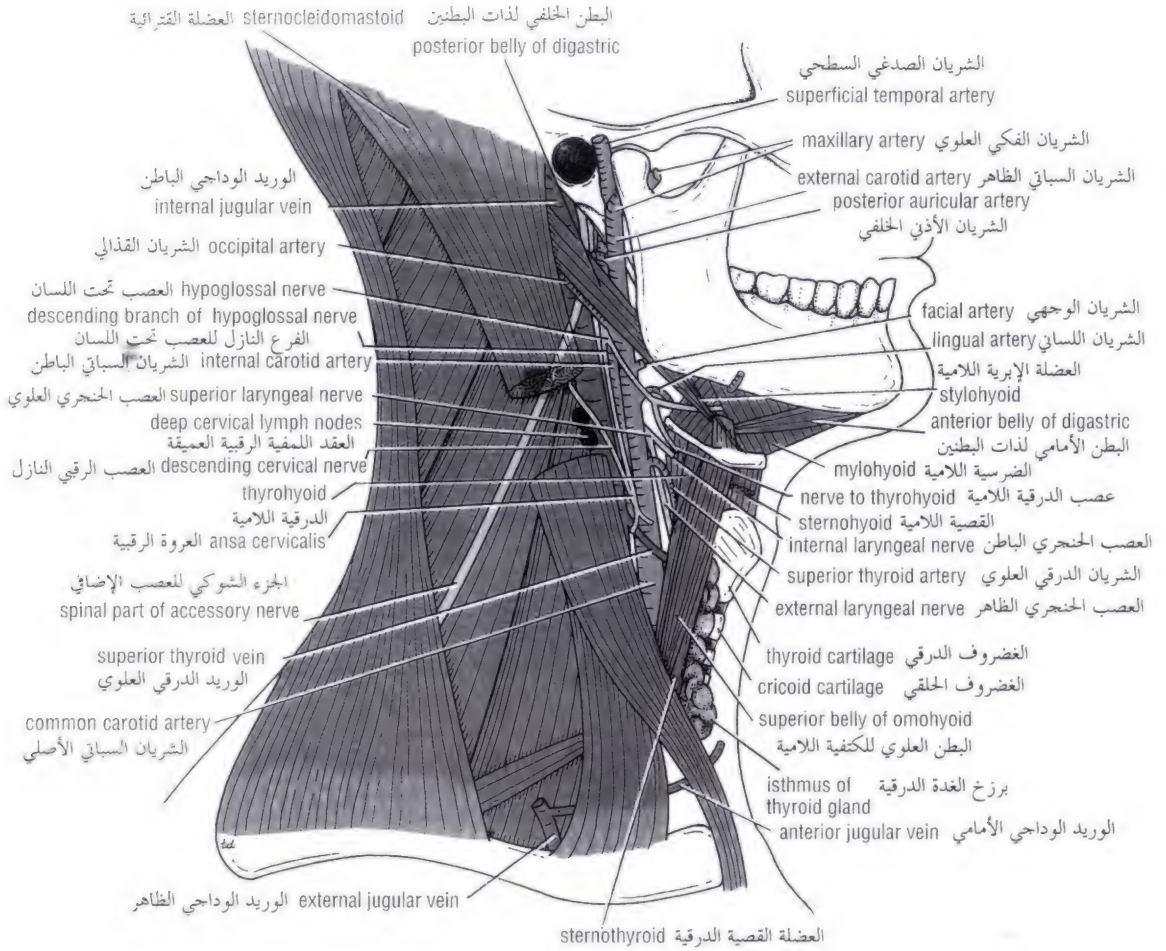 العضلة القترائية sternocleidomastoid
البطن الخلفي لذات البطنين
posterior belly of digastric
الشريان الصدغي السطحي
superficial temporal artery
maxillary artery الشريان الفكي العلوي
external carotid artery الشريان السباتي الظاهر
posterior auricular artery
الشريان الأذني الخلفي
الوريد الوداجي الباطن
internal jugular vein
الشريان القذالي occipital artery
العصب تحت اللسان hypoglossal nerve
descending branch of hypoglossal nerve
الفرع النازل للعصب تحت اللسان
الشريان السباتي الباطن internal carotid artery
العصب الحنجري العلوي superior laryngeal nerve
deep cervical lymph nodes
العقد اللمفية الرقبية العميقة
العصب الرقبي النازل descending cervical nerve
thyrohyoid
الدرقية اللامية
العروة الرقبية ansa cervicalis
الجزء الشوكي للعصب الإضافي
spinal part of accessory nerve
superior thyroid vein
الوريد الدرقي العلوي
common carotid artery
الشريان السباتي الأصلي
facial artery الشريان الوجهي
lingual artery الشريان اللساني
العضلة الإبرية اللامية
stylohyoid
anterior belly of digastric
البطن الأمامي لذات البطنين
mylohyoid الضرسية اللامية
nerve to thyrohyoid عصب الدرقية اللامية
sternohyoid القصية اللامية
internal laryngeal nerve العصب الحنجري الباطن
superior thyroid artery الشريان الدرقي العلوي
external laryngeal nerve العصب الحنجري الظاهر
thyroid cartilage الغضروف الدرقي
cricoid cartilage الغضروف الحلقي
superior belly of omohyoid
البطن العلوي للكتفية اللامية
isthmus of برزخ الغدة الدرقية
thyroid gland
anterior jugular vein الوريد الوداجي الأمامي
الوريد الوداجي الظاهر external jugular vein
sternothyroid العضلة القصية الدرقية